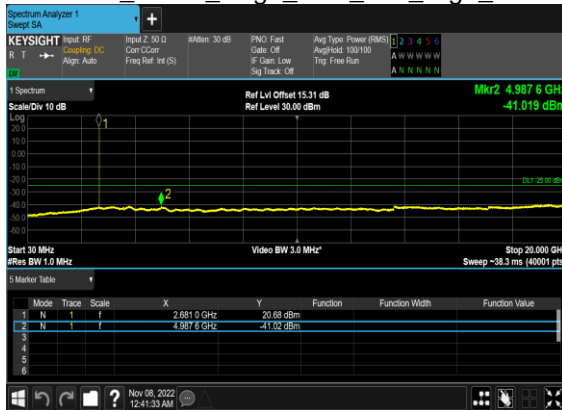 Spectrum Analyzer 1
Swept SA
+
KEYSIGHT Input: RF Input Z: 50 Ω #Atten: 30 dB PNO: Fast Avg Type: Power (RMS) 1 2 3 4 5 6
R T Coupling: DC Corr CCorr Gate: Off Avg|Hold: 100/100 A W W W W W
Align: Auto Freq Ref: Int (S) IF Gain: Low Trig: Free Run
Sig Track: Off A N N N N N
1 Spectrum Ref Lvl Offset 15.31 dB Mkr2 4.987 6 GHz
Scale/Div 10 dB Ref Level 30.00 dBm -41.019 dBm
Log
20.0
10.0
0.00
-10.0
-20.0
-30.0
-40.0
-50.0
-60.0
1
2
DL1 -25.00 dBm
Start 30 MHz Video BW 3.0 MHz* Stop 20.000 GHz
#Res BW 1.0 MHz Sweep ~38.3 ms (40001 pts)
5 Marker Table
Mode Trace Scale X Y Function Function Width Function Value
1 N 1 f 2.681 0 GHz 20.68 dBm
2 N 1 f 4.987 6 GHz -41.02 dBm
3
4
5
6
? Nov 08, 2022
12:41:33 AM